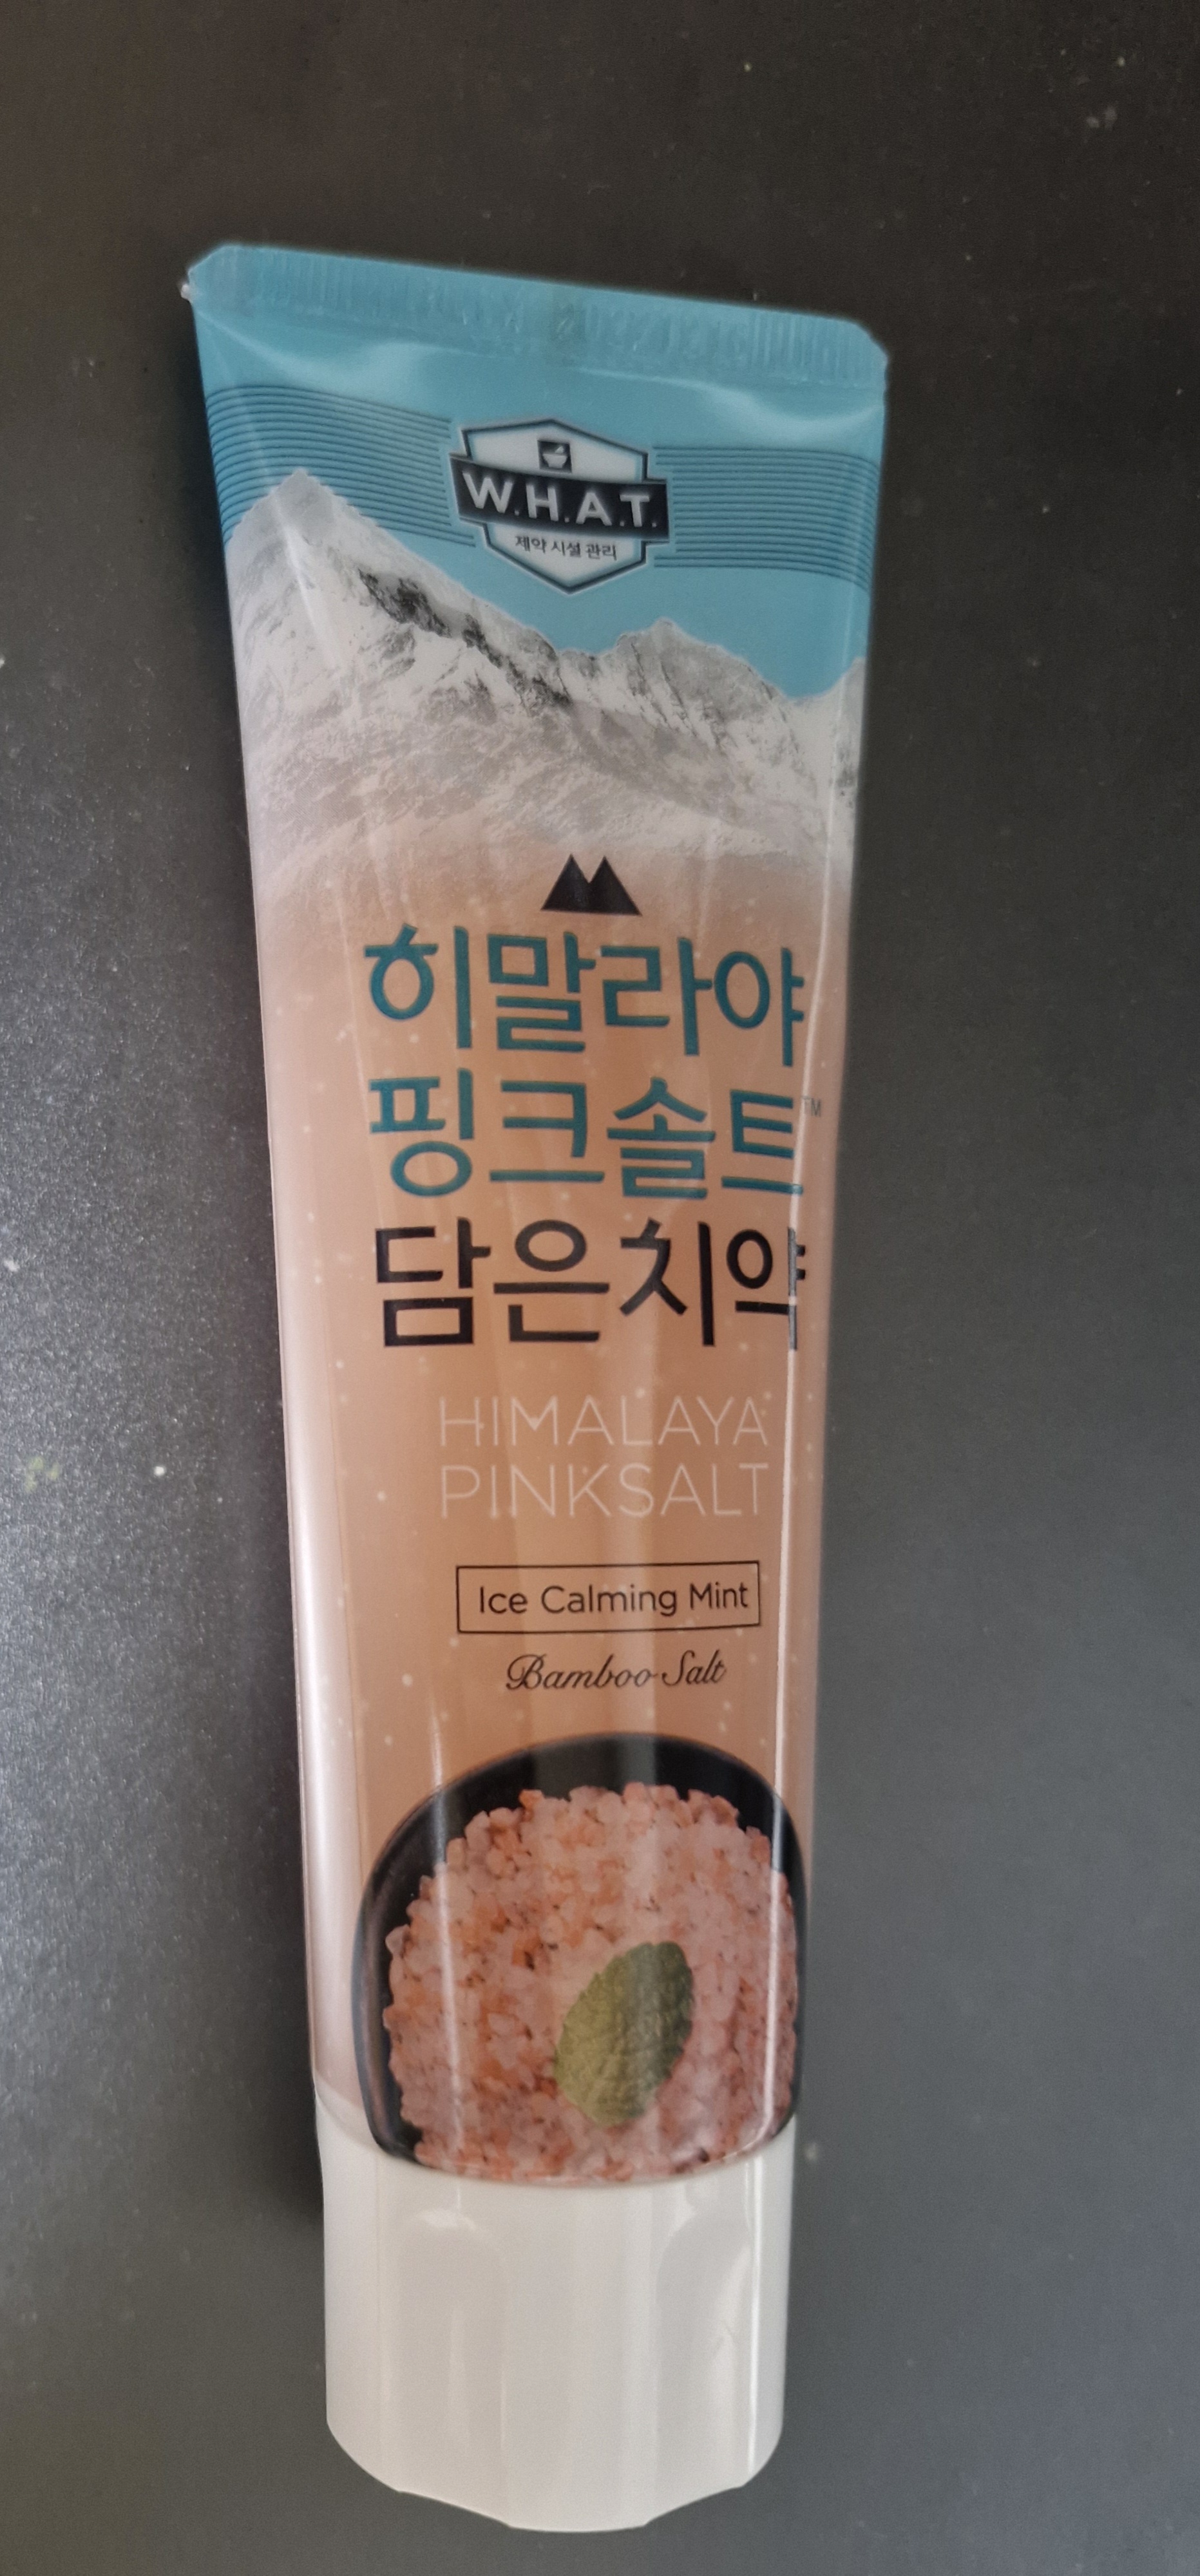 W.H.A.T.
제약 시설 관리
히말라야
핑크솔트™
담은치약
HIMALAYA
PINKSALT
Ice Calming Mint
Bamboo Salt